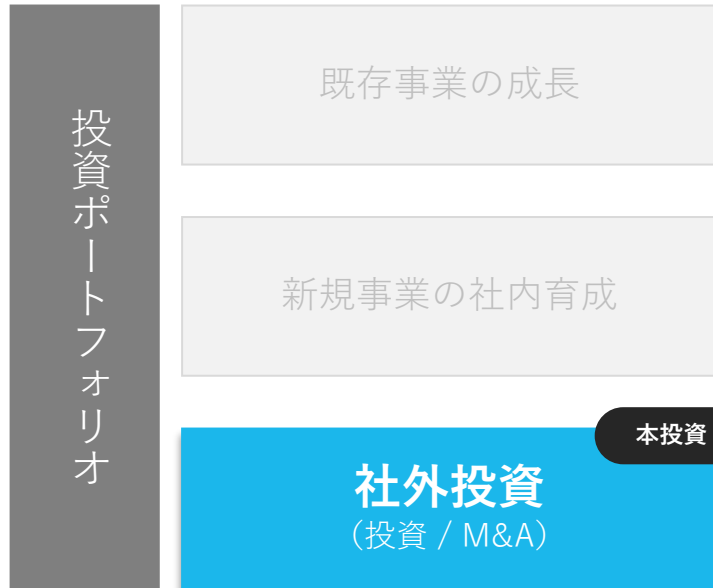 投資ポートフォリオ
既存事業の成長
新規事業の社内育成
本投資
社外投資
（投資 / M&A）